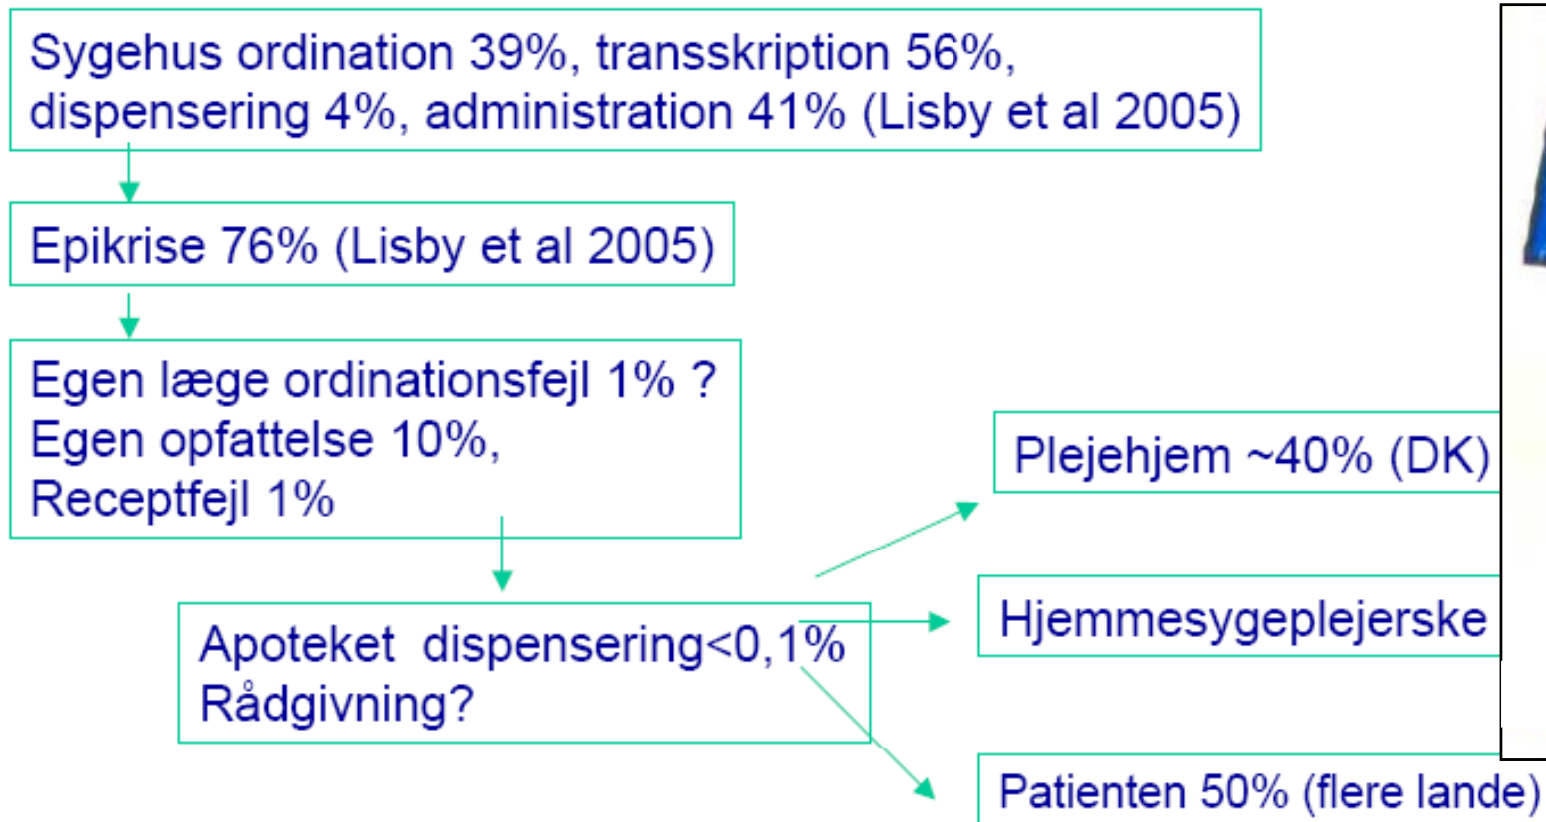 Sygehus ordination 39%, transskription 56%,
dispensering 4%, administration 41% (Lisby et al 2005)
Epikrise 76% (Lisby et al 2005)
Egen læge ordinationsfejl 1% ?
Egen opfattelse 10%,
Receptfejl 1%
Apoteket dispensering<0,1%
Rådgivning?
Plejehjem ~40% (DK)
Hjemmesygeplejerske
Patienten 50% (flere lande)